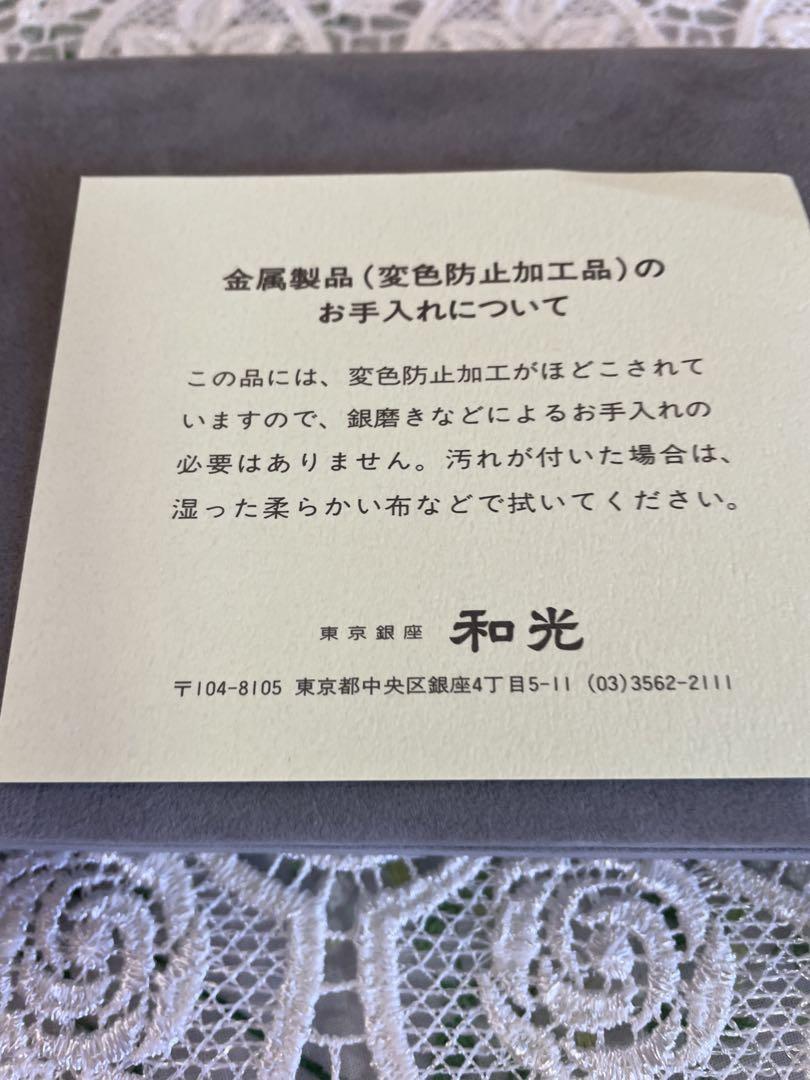 金属製品(変色防止加工品)の
お手入れについて
この品には、変色防止加工がほどこされて
いますので、銀磨きなどによるお手入れの
必要はありません。汚れが付いた場合は、
湿った柔らかい布などで拭いてください。
東京銀座 和光
〒104-8105 東京都中央区銀座4丁目5-11 (03)3562-2111